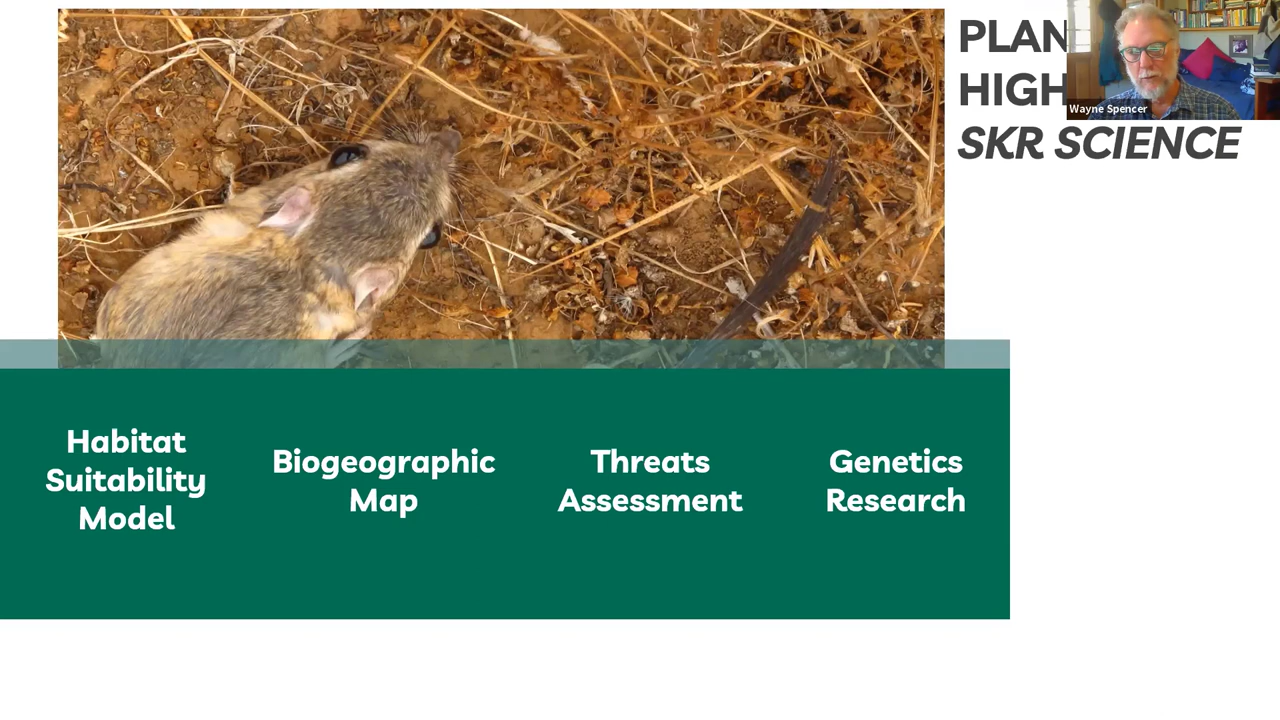 PLAN
HIGH
SKR SCIENCE
Wayne Spencer
Habitat
Suitability
Model
Biogeographic
Map
Threats
Assessment
Genetics
Research